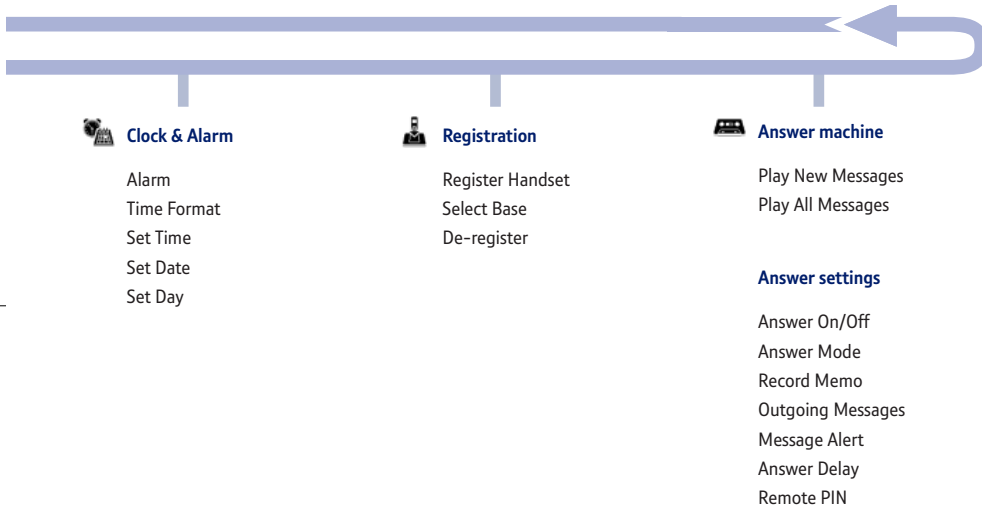 Clock & Alarm
Alarm
Time Format
Set Time
Set Date
Set Day
Registration
Register Handset
Select Base
De-register
Answer machine
Play New Messages
Play All Messages
Answer settings
Answer On/Off
Answer Mode
Record Memo
Outgoing Messages
Message Alert
Answer Delay
Remote PIN